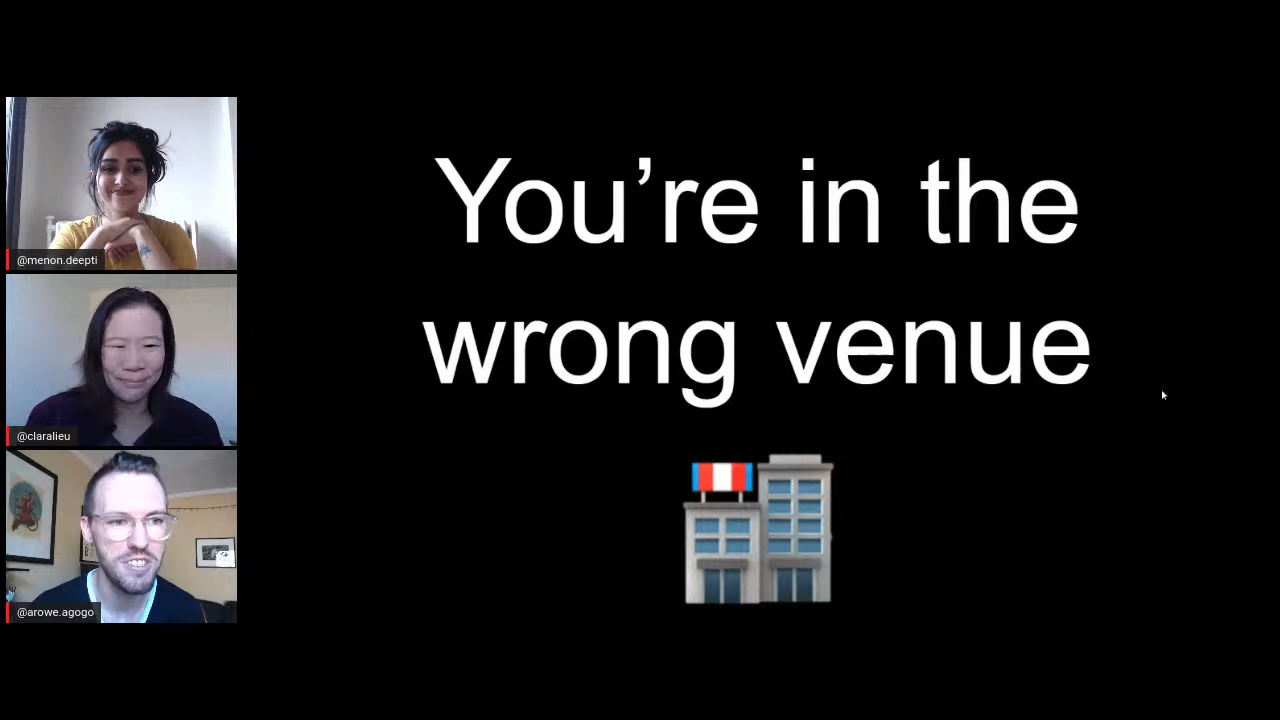 You’re in the
wrong venue
@menon.deepti
@claralieu
@arowe.agogo